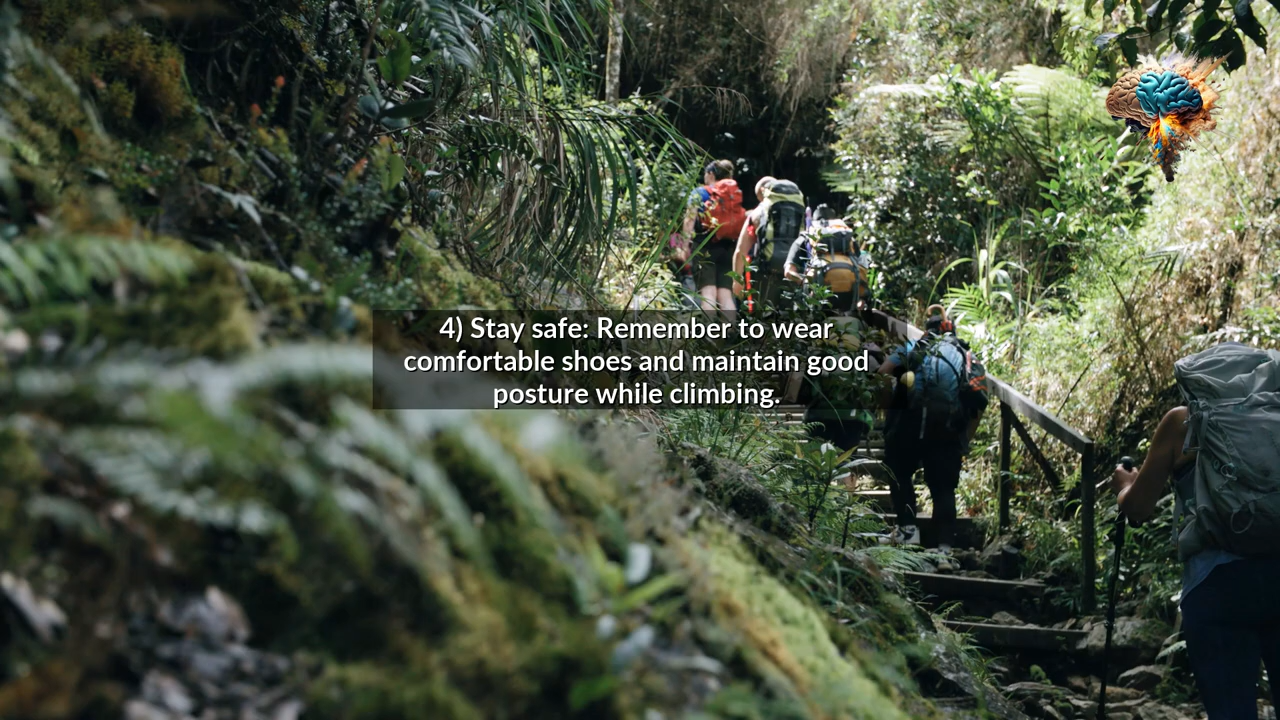 4) Stay safe: Remember to wear
comfortable shoes and maintain good
posture while climbing.